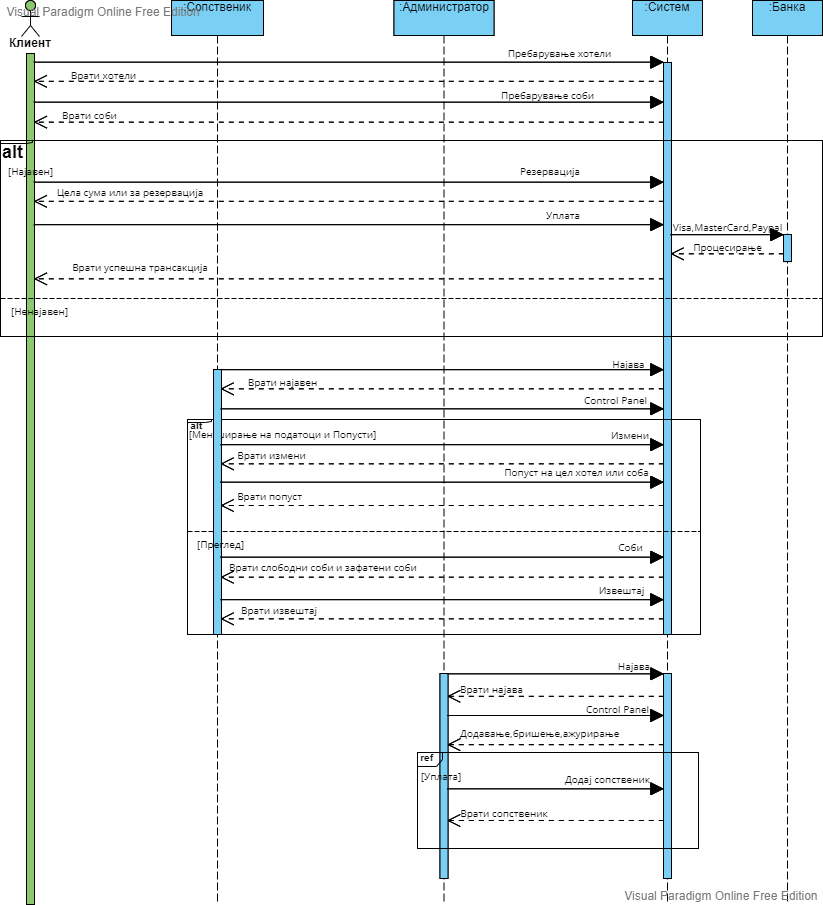 Visual Paradigm Online Free Edition
:Сопственик
:Администратор
:Систем
:Банка
Клиент
Пребарување хотели
Врати хотели
Пребарување соби
Врати соби
alt
[Најавен]
Резервација
Цела сума или за резервација
Уплата
Visa,MasterCard,Paypal
Процесирање
Врати успешна трансакција
[Ненајавен]
Најава
Врати најавен
Control Panel
alt
[Менаџирање на податоци и Попусти]
Измени
Врати измени
Попуст на цел хотел или соба
Врати попуст
[Преглед]
Соби
Врати слободни соби и зафатени соби
Извештај
Врати извештај
Најава
Врати најава
Control Panel
Додавање,бришење,ажурирање
ref
[Уплата]
Додај сопственик
Врати сопственик
Visual Paradigm Online Free Edition